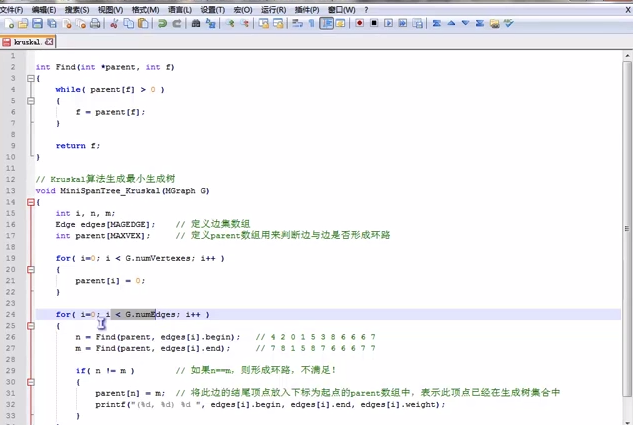 文件(F) 编辑(E) 搜索(S) 视图(V) 格式(M) 语言(L) 设置(T) 宏(O) 运行(R) 插件(P) 窗口(W) ? X
kruskal.c
1
2 int Find(int *parent, int f)
3 {
4 while( parent[f] > 0 )
5 {
6 f = parent[f];
7 }
8
9 return f;
10 }
11
12 // Kruskal算法生成最小生成树
13 void MiniSpanTree_Kruskal(MGraph G)
14 {
15 int i, n, m;
16 Edge edges[MAGEDGE]; // 定义边集数组
17 int parent[MAXVEX]; // 定义parent数组用来判断边与边是否形成环路
18
19 for( i=0; i < G.numVertexes; i++ )
20 {
21 parent[i] = 0;
22 }
23
24 for( i=0; i < G.numEdges; i++ )
25 {
26 n = Find(parent, edges[i].begin); // 4 2 0 1 5 3 8 6 6 6 7
27 m = Find(parent, edges[i].end); // 7 8 1 5 8 7 6 6 6 7 7
28
29 if( n != m ) // 如果n==m，则形成环路，不满足！
30 {
31 parent[n] = m; // 将此边的结尾顶点放入下标为起点的parent数组中，表示此顶点已经在生成树集合中
32 printf("(%d, %d) %d ", edges[i].begin, edges[i].end, edges[i].weight);
33 }